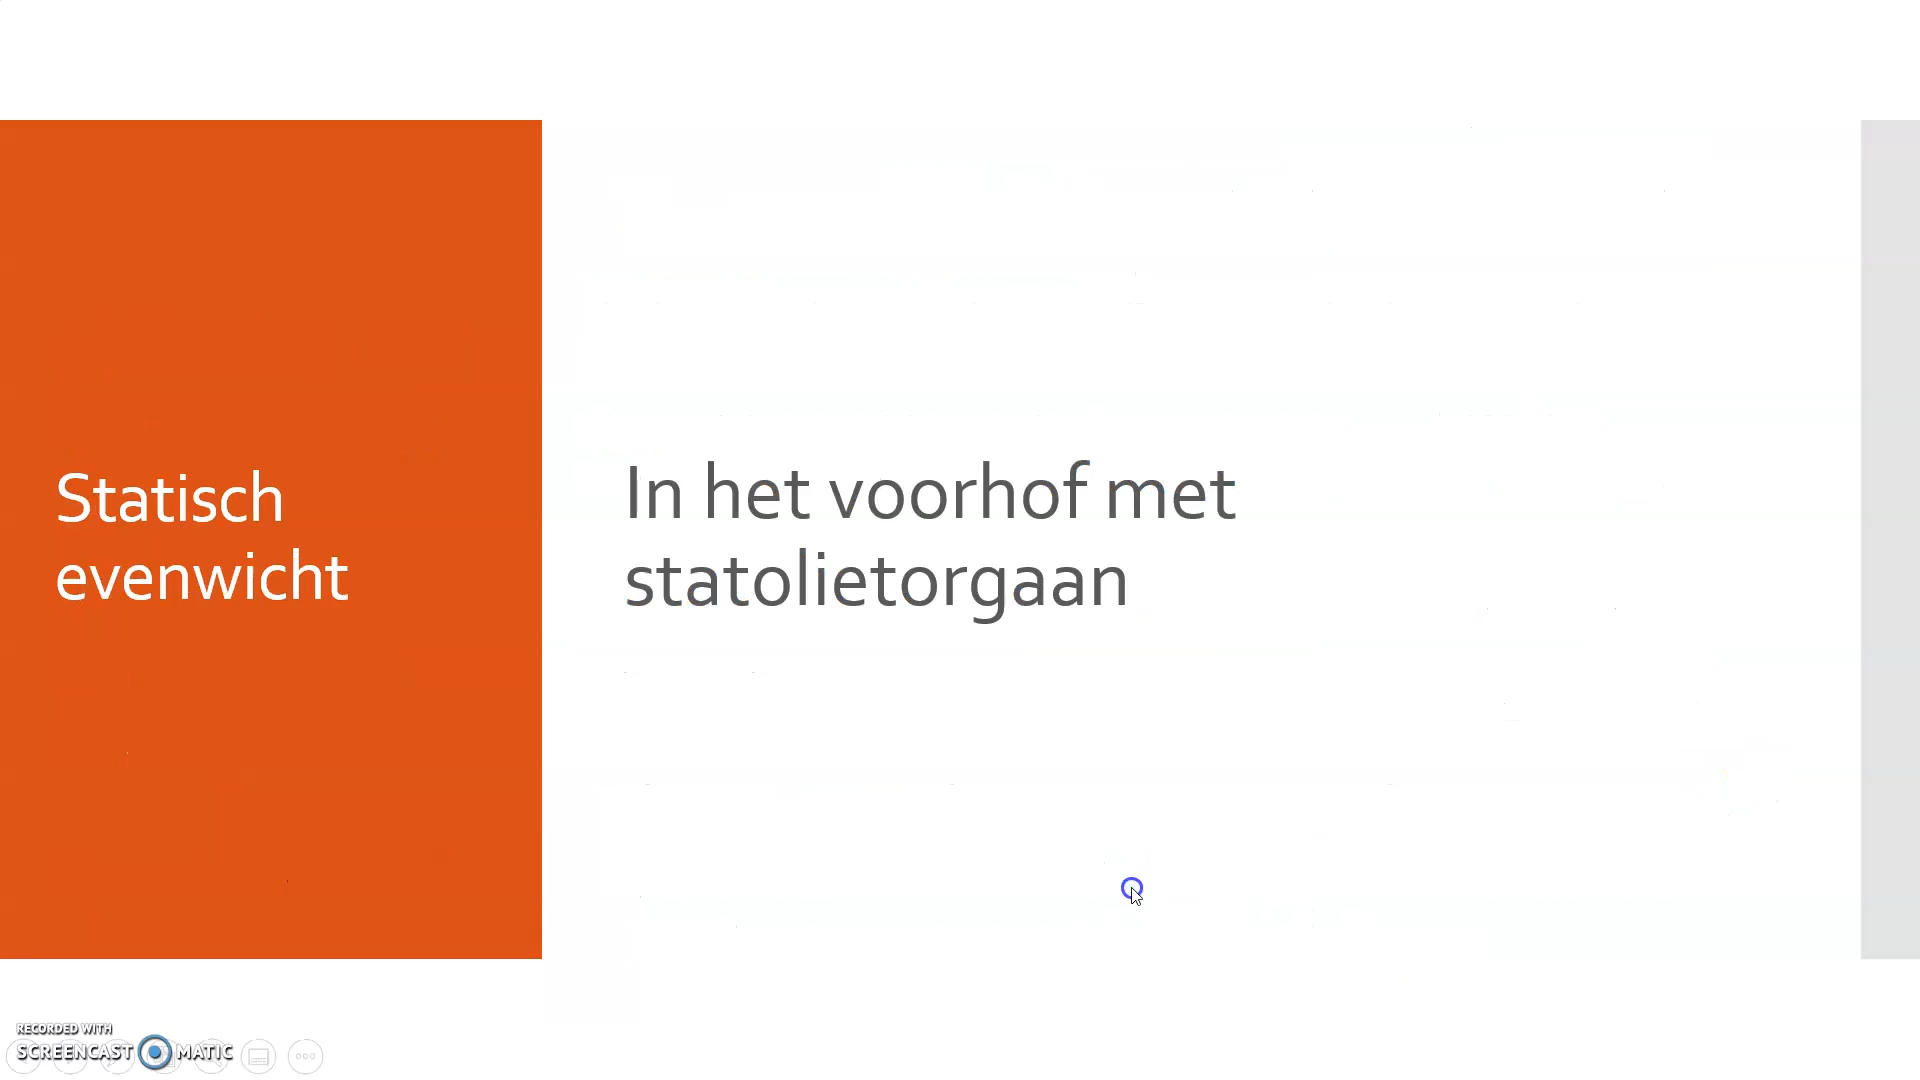 Statisch
evenwicht
In het voorhof met
statolietorgaan
RECORDED WITH
SCREENCAST MATIC